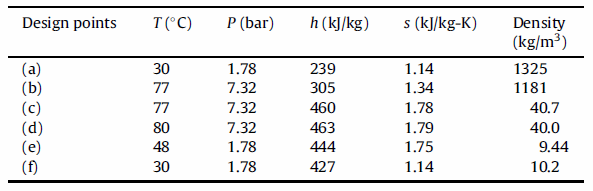 Design points T (°C) P (bar) h (kJ/kg) s (kJ/kg-K) Density
(kg/m³)
(a) 30 1.78 239 1.14 1325
(b) 77 7.32 305 1.34 1181
(c) 77 7.32 460 1.78 40.7
(d) 80 7.32 463 1.79 40.0
(e) 48 1.78 444 1.75 9.44
(f) 30 1.78 427 1.14 10.2